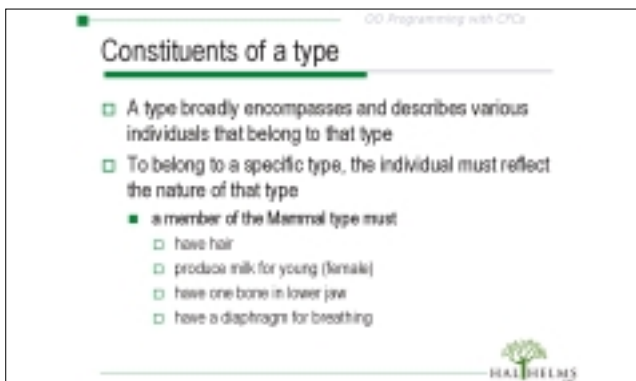 OO Programming with CFCs
Constituents of a type
A type broadly encompasses and describes various
individuals that belong to that type
To belong to a specific type, the individual must reflect
the nature of that type
a member of the Mammal type must
have hair
produce milk for young (female)
have one bone in lower jaw
have a diaphragm for breathing
HAL HELMS